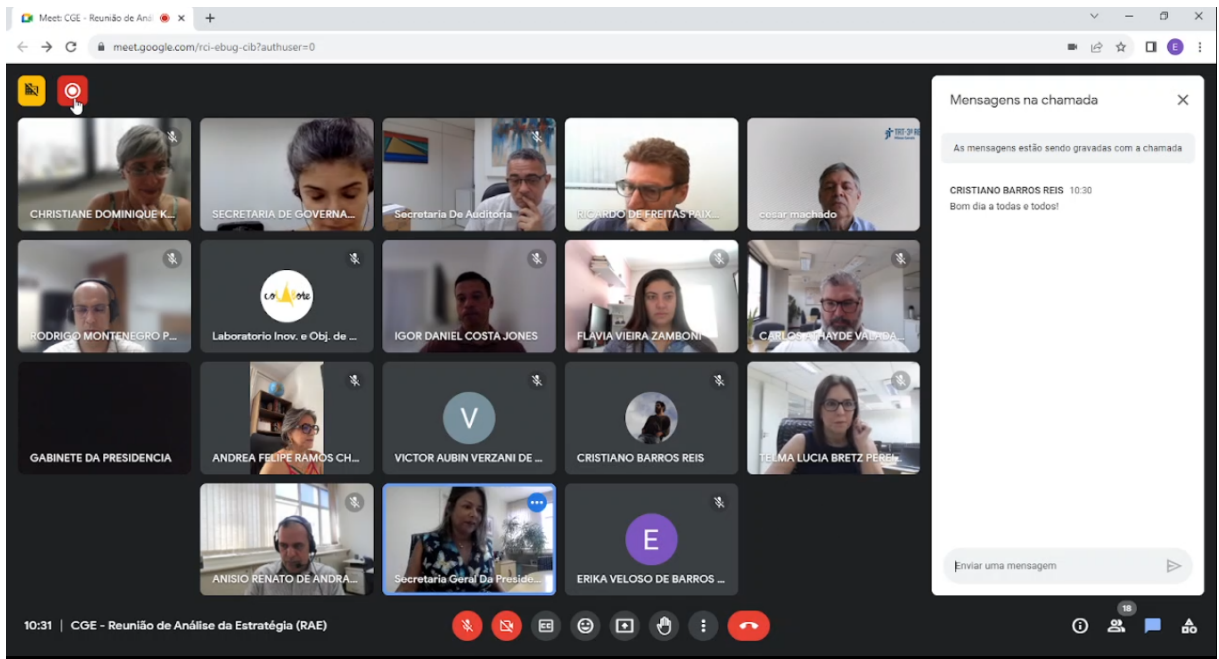 Meet: CGE - Reunião de Aná
meet.google.com/rci-ebug-cib?authuser=0
E
Mensagens na chamada
As mensagens estão sendo gravadas com a chamada
CRISTIANO BARROS REIS 10:30
Bom dia a todas e todos!
CHRISTIANE DOMINIQUE K...
SECRETARIA DE GOVERNA...
Secretaria De Auditoria
RICARDO DE FREITAS PAIX...
cesar machado
RODRIGO MONTENEGRO P...
Laboratorio Inov. e Obj. de ...
IGOR DANIEL COSTA JONES
FLAVIA VIEIRA ZAMBONI
GABINETE DA PRESIDENCIA
ANDREA FELIPE RAMOS CH...
V
VICTOR AUBIN VERZANI DE ...
CRISTIANO BARROS REIS
TELMA LUCIA BRETZ PEREI...
ANISIO RENATO DE ANDRA...
Secretaria Geral Da Preside...
E
ERIKA VELOSO DE BARROS ...
Enviar uma mensagem
10:31 | CGE - Reunião de Análise da Estratégia (RAE)
CC
18